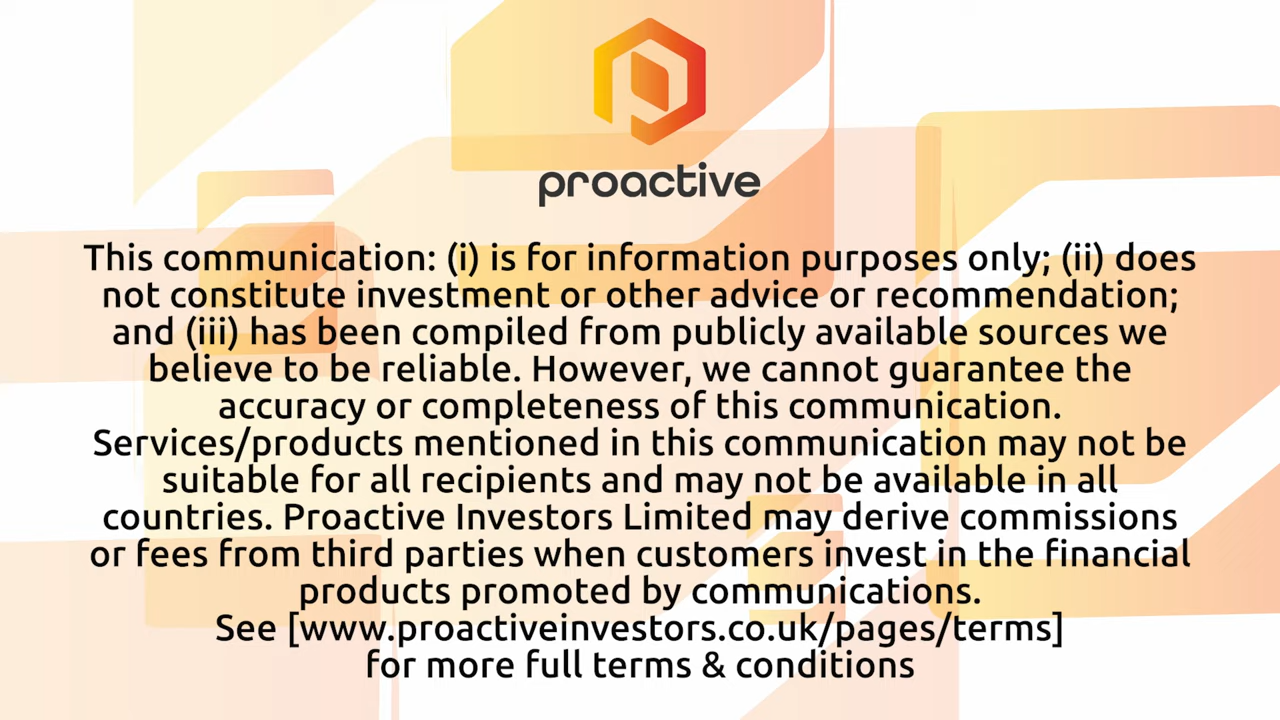 proactive
This communication: (i) is for information purposes only; (ii) does
not constitute investment or other advice or recommendation;
and (iii) has been compiled from publicly available sources we
believe to be reliable. However, we cannot guarantee the
accuracy or completeness of this communication.
Services/products mentioned in this communication may not be
suitable for all recipients and may not be available in all
countries. Proactive Investors Limited may derive commissions
or fees from third parties when customers invest in the financial
products promoted by communications.
See [www.proactiveinvestors.co.uk/pages/terms]
for more full terms & conditions